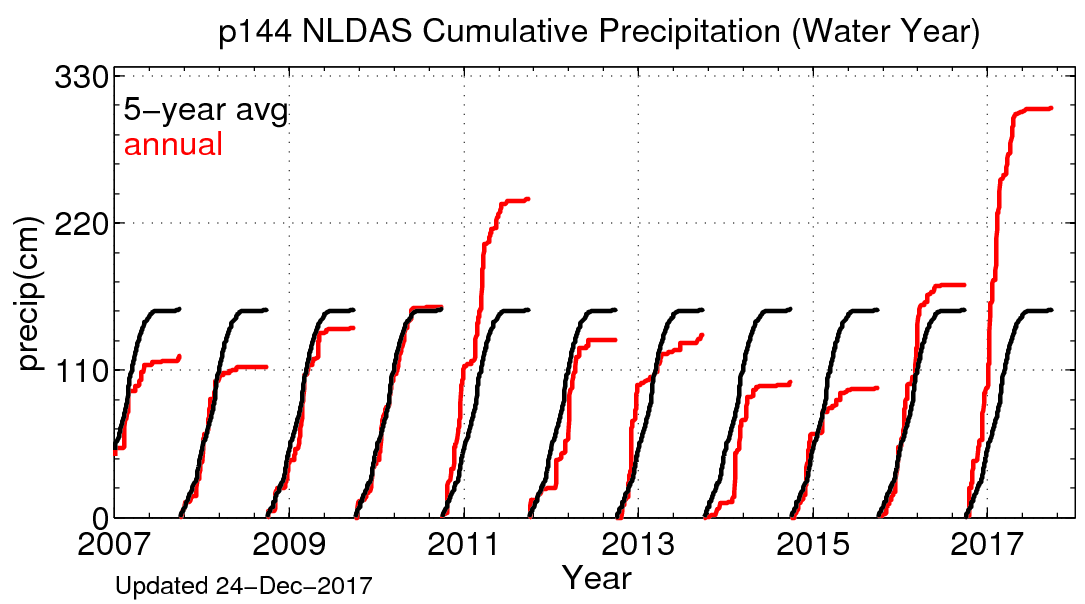 p144 NLDAS Cumulative Precipitation (Water Year)
330
5−year avg
annual
220
precip(cm)
110
0
2007 2009 2011 2013 2015 2017
Year
Updated 24−Dec−2017